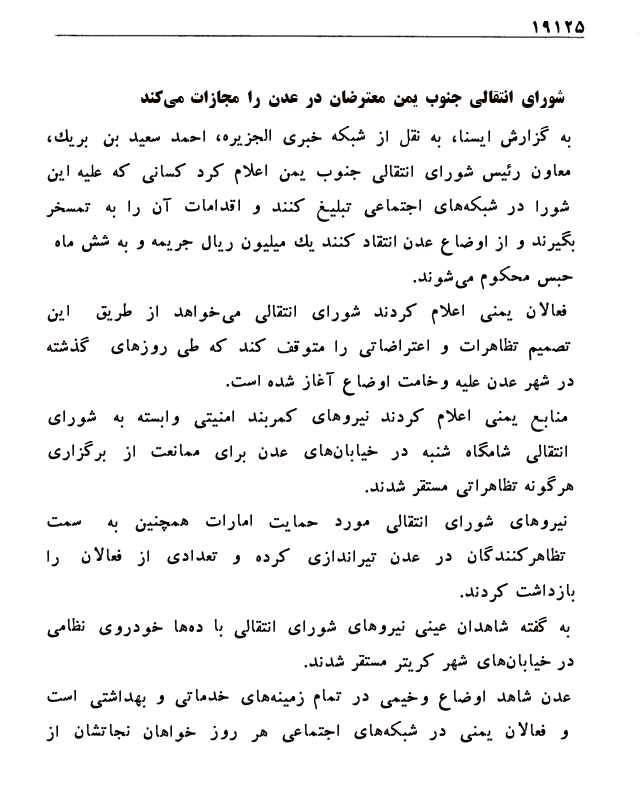 ۱۹۱۲۵
شورای انتقالی جنوب یمن معترضان در عدن را مجازات می‌کند
به گزارش ایسنا، به نقل از شبکه خبری الجزیره، احمد سعید بن بریك،
معاون رئیس شورای انتقالی جنوب یمن اعلام کرد کسانی که علیه این
شورا در شبکه‌های اجتماعی تبلیغ کنند و اقدامات آن را به تمسخر
بگیرند و از اوضاع عدن انتقاد کنند یك میلیون ریال جریمه و به شش ماه
حبس محکوم می‌شوند.
فعالان یمنی اعلام کردند شورای انتقالی می‌خواهد از طریق این
تصمیم تظاهرات و اعتراضاتی را متوقف کند که طی روزهای گذشته
در شهر عدن علیه وخامت اوضاع آغاز شده است.
منابع یمنی اعلام کردند نیروهای کمربند امنیتی وابسته به شورای
انتقالی شامگاه شنبه در خیابان‌های عدن برای ممانعت از برگزاری
هرگونه تظاهراتی مستقر شدند.
نیروهای شورای انتقالی مورد حمایت امارات همچنین به سمت
تظاهرکنندگان در عدن تیراندازی کرده و تعدادی از فعالان را
بازداشت کردند.
به گفته شاهدان عینی نیروهای شورای انتقالی با ده‌ها خودروی نظامی
در خیابان‌های شهر کریتر مستقر شدند.
عدن شاهد اوضاع وخیمی در تمام زمینه‌های خدماتی و بهداشتی است
و فعالان یمنی در شبکه‌های اجتماعی هر روز خواهان نجاتشان از